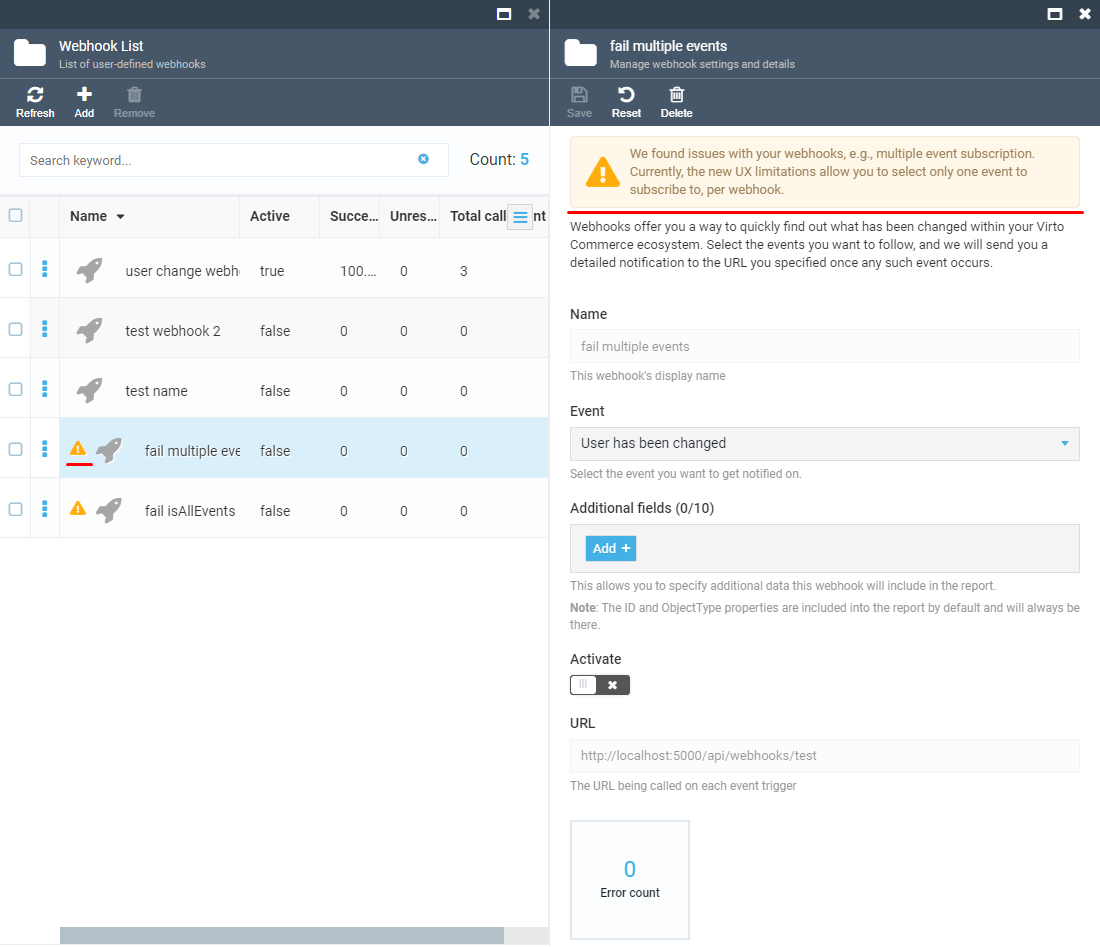 Webhook List
List of user-defined webhooks
Refresh
Add
Remove
Search keyword...
Count: 5
Name
Active
Succe...
Unres...
Total call
nt
user change webh
true
100....
0
3
test webhook 2
false
0
0
0
test name
false
0
0
0
fail multiple eve
false
0
0
0
fail isAllEvents
false
0
0
0
fail multiple events
Manage webhook settings and details
Save
Reset
Delete
We found issues with your webhooks, e.g., multiple event subscription.
Currently, the new UX limitations allow you to select only one event to
subscribe to, per webhook.
Webhooks offer you a way to quickly find out what has been changed within your Virto
Commerce ecosystem. Select the events you want to follow, and we will send you a
detailed notification to the URL you specified once any such event occurs.
Name
fail multiple events
This webhook's display name
Event
User has been changed
Select the event you want to get notified on.
Additional fields (0/10)
Add +
This allows you to specify additional data this webhook will include in the report.
Note: The ID and ObjectType properties are included into the report by default and will always be
there.
Activate
URL
http://localhost:5000/api/webhooks/test
The URL being called on each event trigger
0
Error count